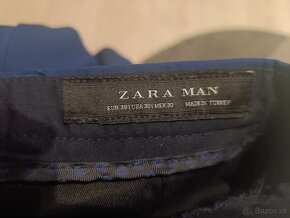 ZARA MAN
EUR 38 | USA 30 | MEX 30 MADE IN TURKEY
Bazos.sk